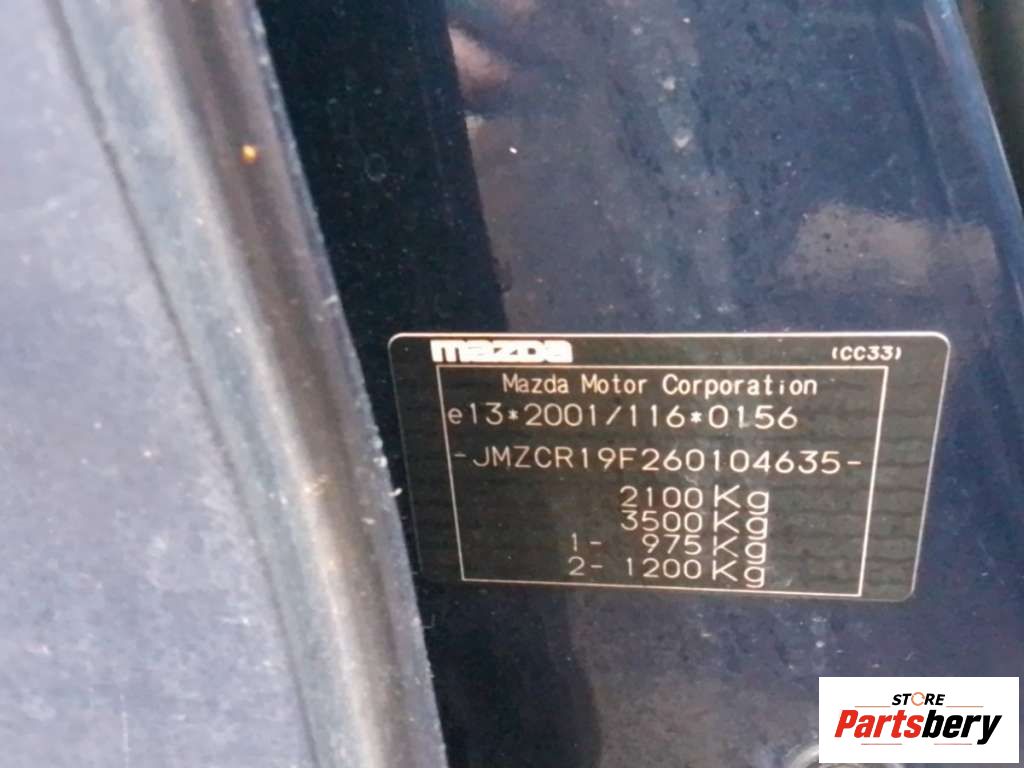 mazda (CC33)
Mazda Motor Corporation
e13*2001/116*0156
-JMZCR19F260104635-
2100Kg
3500Kg
1- 975Kg
2- 1200Kg
STORE
Partsbery